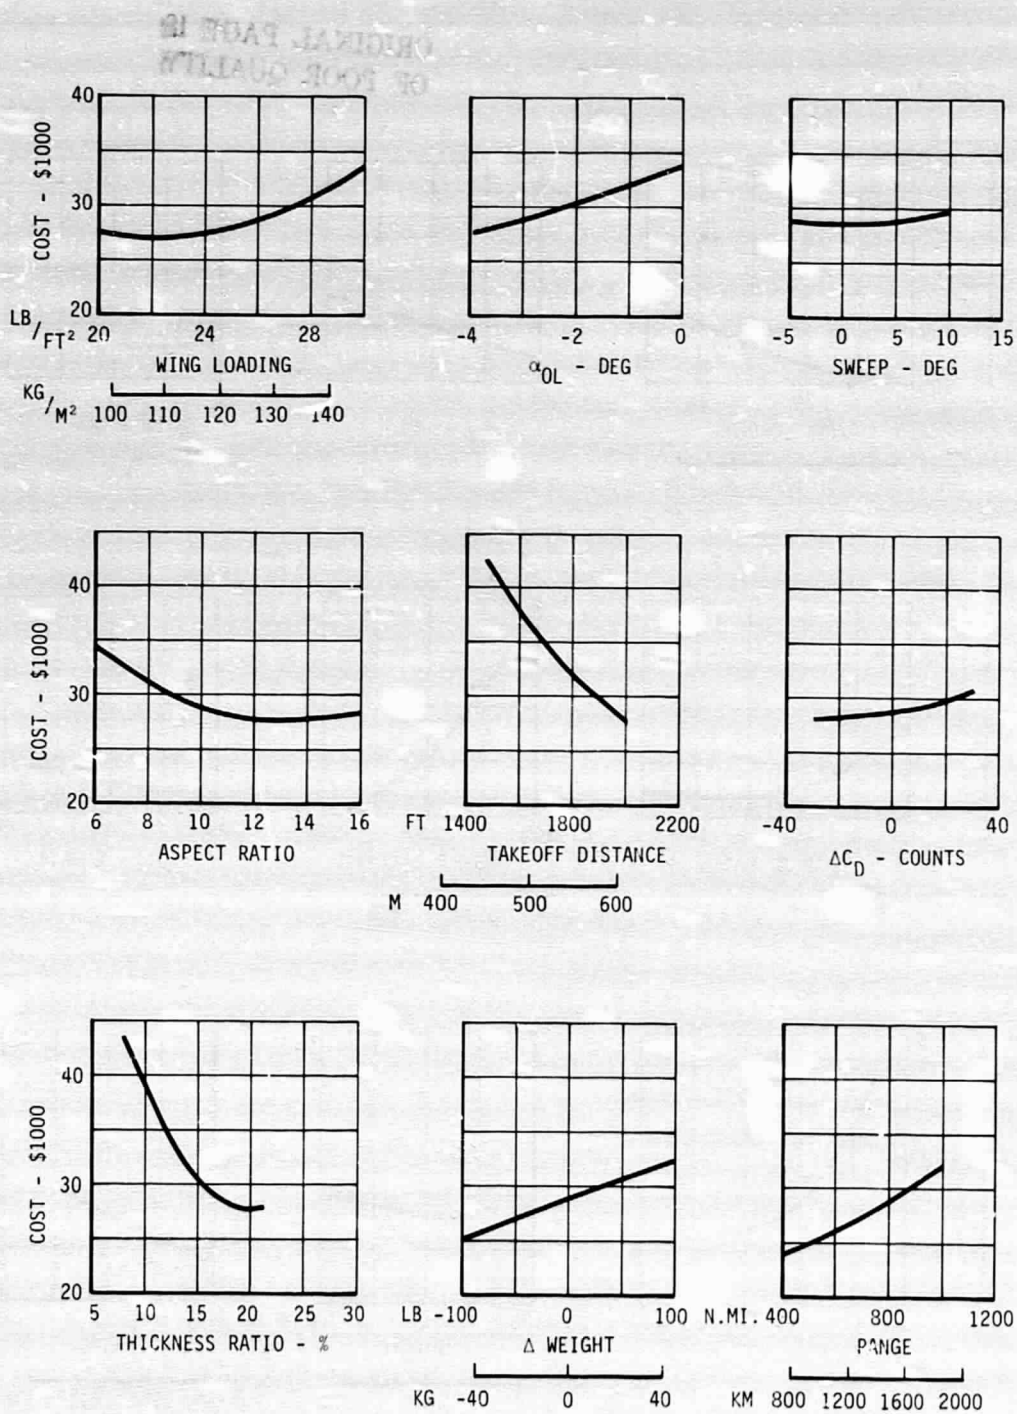 ORIGINAL PAGE IS
OF POOR QUALITY
40
30
20
COST - $1000
LB/FT² 20 24 28
WING LOADING
KG/M² 100 110 120 130 140
-4 -2 0
αOL - DEG
-5 0 5 10 15
SWEEP - DEG
40
30
20
COST - $1000
6 8 10 12 14 16
ASPECT RATIO
FT 1400 1800 2200
TAKEOFF DISTANCE
M 400 500 600
-40 0 40
ΔCD - COUNTS
40
30
20
COST - $1000
5 10 15 20 25 30
THICKNESS RATIO - %
LB -100 0 100
Δ WEIGHT
KG -40 0 40
N.MI. 400 800 1200
RANGE
KM 800 1200 1600 2000